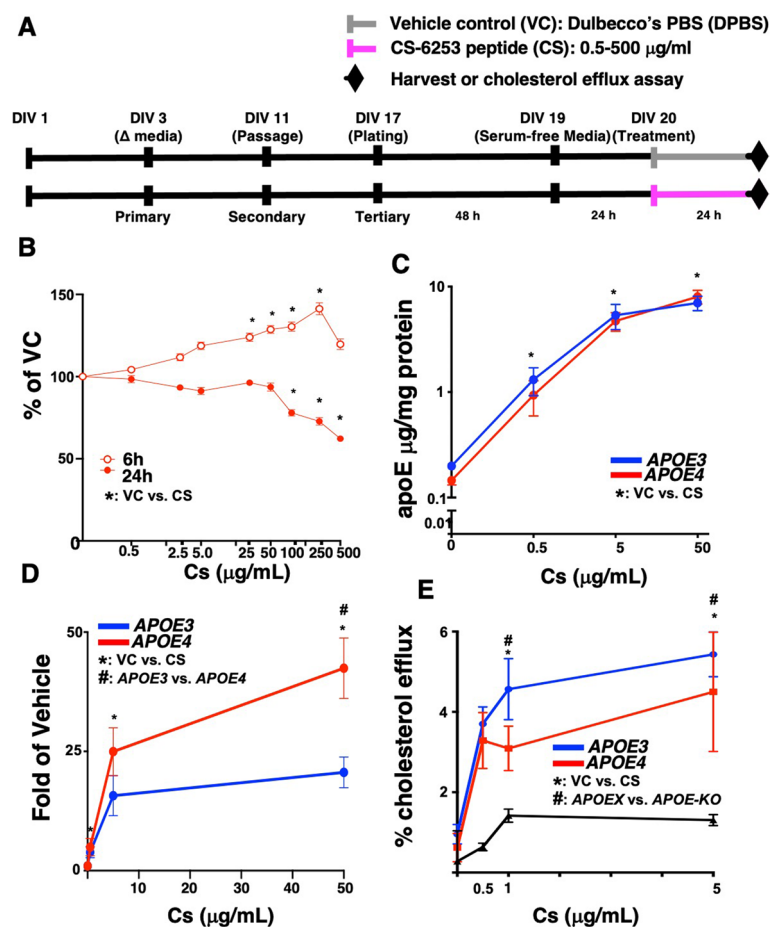 A
Vehicle control (VC): Dulbecco's PBS (DPBS)
CS-6253 peptide (CS): 0.5-500 μg/ml
Harvest or cholesterol efflux assay
DIV 1 DIV 3 DIV 11 DIV 17 DIV 19 DIV 20
(Δ media) (Passage) (Plating) (Serum-free Media)(Treatment)
Primary Secondary Tertiary 48 h 24 h 24 h
B
% of VC
150
100
50
0
6h
24h
*: VC vs. CS
0.5 2.5 5.0 25 50 100 250 500
Cs (μg/mL)
C
apoE μg/mg protein
10
1
0.1
0.01
* * *
APOE3
APOE4
*: VC vs. CS
0 0.5 5 50
Cs (μg/mL)
D
Fold of Vehicle
50
25
0
APOE3
APOE4
*: VC vs. CS
#: APOE3 vs. APOE4
#
*
*
*
10 20 30 40 50
Cs (μg/mL)
E
% cholesterol efflux
6
4
2
#
*
#
*
APOE3
APOE4
*: VC vs. CS
#: APOEX vs. APOE-KO
0.5 1 5
Cs (μg/mL)